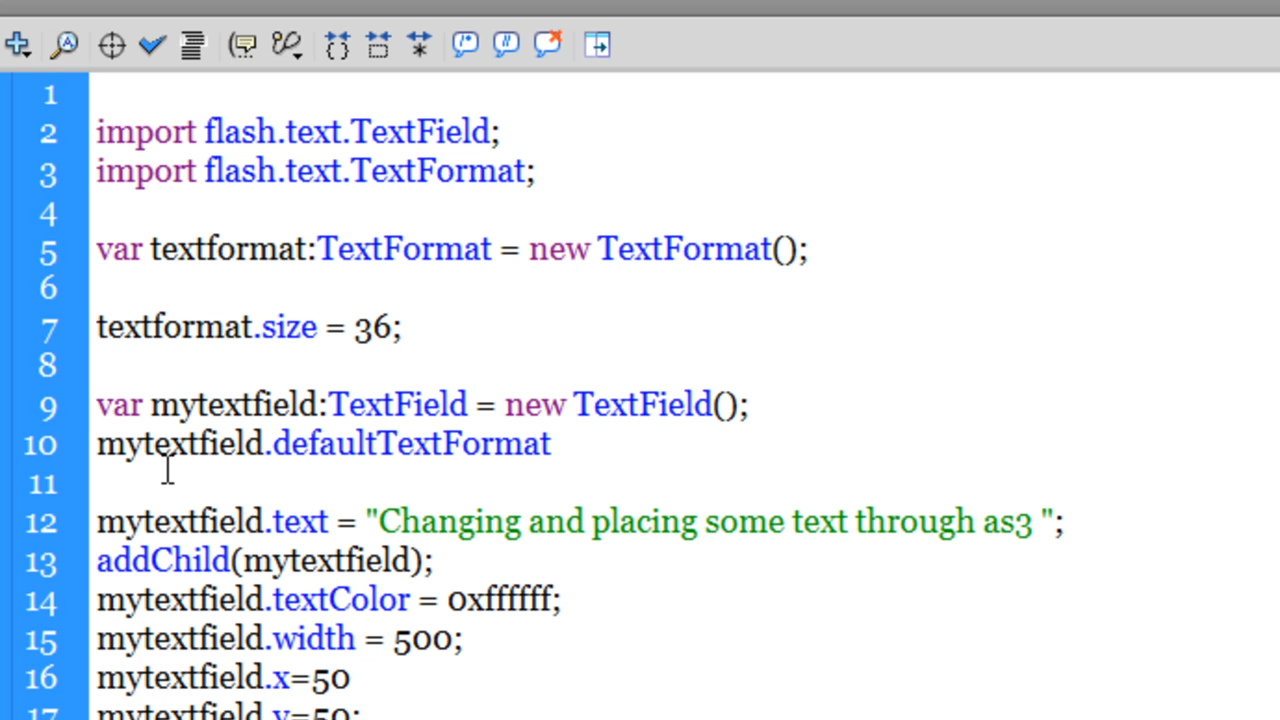 1
2 import flash.text.TextField;
3 import flash.text.TextFormat;
4
5 var textformat:TextFormat = new TextFormat();
6
7 textformat.size = 36;
8
9 var mytextfield:TextField = new TextField();
10 mytextfield.defaultTextFormat
11
12 mytextfield.text = "Changing and placing some text through as3 ";
13 addChild(mytextfield);
14 mytextfield.textColor = 0xffffff;
15 mytextfield.width = 500;
16 mytextfield.x=50
17 mytextfield.y=50;